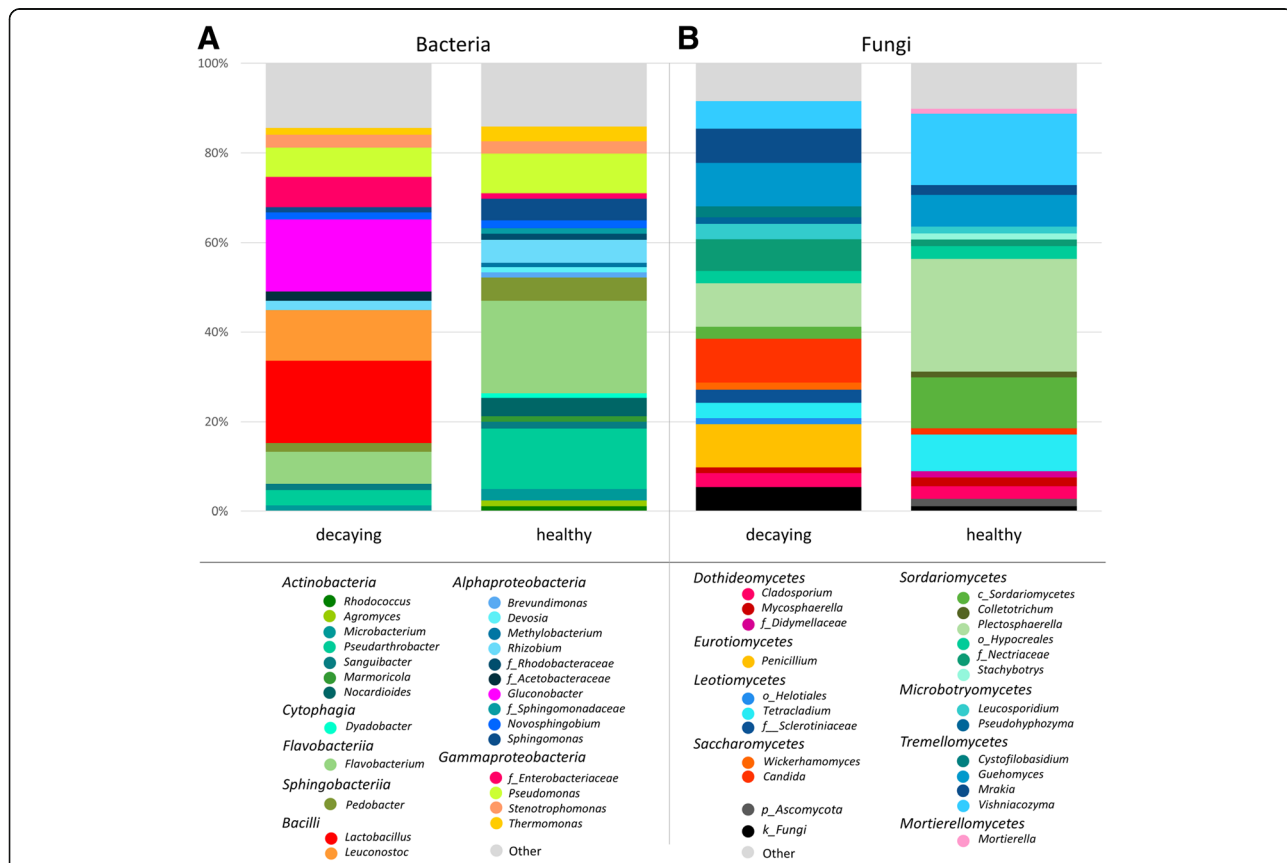 A Bacteria
B Fungi
100%
80%
60%
40%
20%
0%
decaying
healthy
decaying
healthy
Actinobacteria
Rhodococcus
Agromyces
Microbacterium
Pseudarthrobacter
Sanguibacter
Marmoricola
Nocardioides
Cytophagia
Dyadobacter
Flavobacteriia
Flavobacterium
Sphingobacteriia
Pedobacter
Bacilli
Lactobacillus
Leuconostoc
Alphaproteobacteria
Brevundimonas
Devosia
Methylobacterium
Rhizobium
f_Rhodobacteraceae
f_Acetobacteraceae
Gluconobacter
f_Sphingomonadaceae
Novosphingobium
Sphingomonas
Gammaproteobacteria
f_Enterobacteriaceae
Pseudomonas
Stenotrophomonas
Thermomonas
Other
Dothideomycetes
Cladosporium
Mycosphaerella
f_Didymellaceae
Eurotiomycetes
Penicillium
Leotiomycetes
o_Helotiales
Tetracladium
f__Sclerotiniaceae
Saccharomycetes
Wickerhamomyces
Candida
p_Ascomycota
k_Fungi
Other
Sordariomycetes
c_Sordariomycetes
Colletotrichum
Plectosphaerella
o_Hypocreales
f_Nectriaceae
Stachybotrys
Microbotryomycetes
Leucosporidium
Pseudohyphozyma
Tremellomycetes
Cystofilobasidium
Guehomyces
Mrakia
Vishniacozyma
Mortierellomycetes
Mortierella